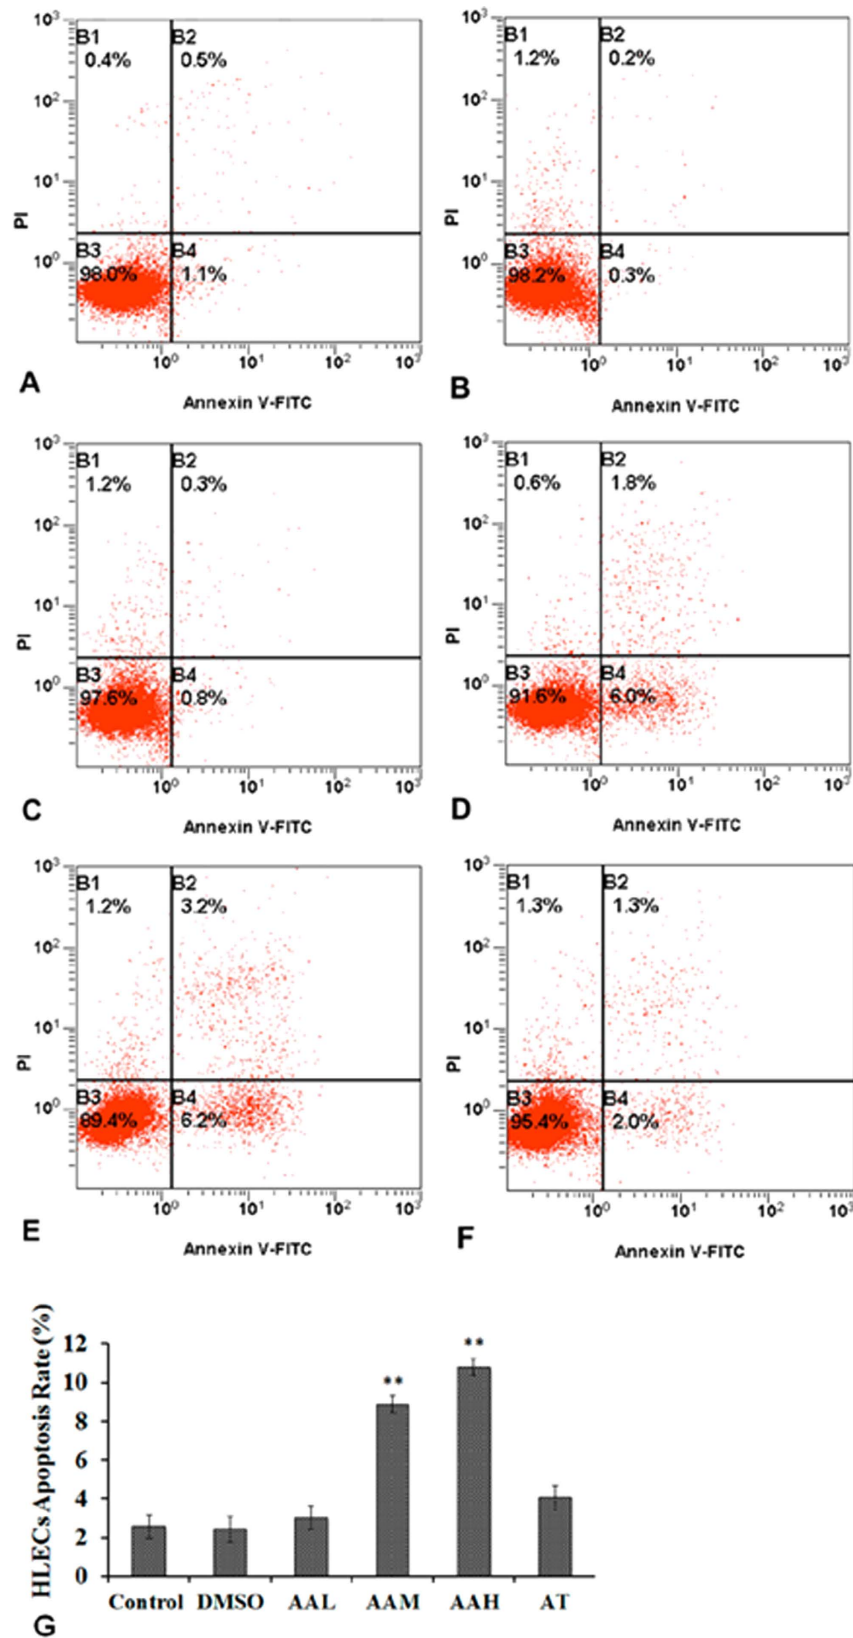 10³ B1 B2
0.4% 0.5%
10²
10¹
PI
B3 B4
10⁰ 98.0% 1.1%
10⁰ 10¹ 10² 10³
A
Annexin V-FITC
10³ B1 B2
1.2% 0.2%
10²
10¹
PI
B3 B4
10⁰ 98.2% 0.3%
10⁰ 10¹ 10² 10³
B
Annexin V-FITC
10³
B1 B2
1.2% 0.3%
10²
10¹
PI
B3 B4
10⁰ 97.6% 0.8%
10⁰ 10¹ 10² 10³
C
Annexin V-FITC
10³
B1 B2
0.6% 1.8%
10²
10¹
PI
B3 B4
10⁰ 91.6% 6.0%
10⁰ 10¹ 10² 10³
D
Annexin V-FITC
10³
B1 B2
1.2% 3.2%
10²
10¹
PI
B3 B4
10⁰ 89.4% 6.2%
10⁰ 10¹ 10² 10³
E
Annexin V-FITC
10³
B1 B2
1.3% 1.3%
10²
10¹
PI
B3 B4
10⁰ 95.4% 2.0%
10⁰ 10¹ 10² 10³
F
Annexin V-FITC
HLECs Apoptosis Rate (%)
12
10
8
6
4
2
0
** **
Control DMSO AAL AAM AAH AT
G